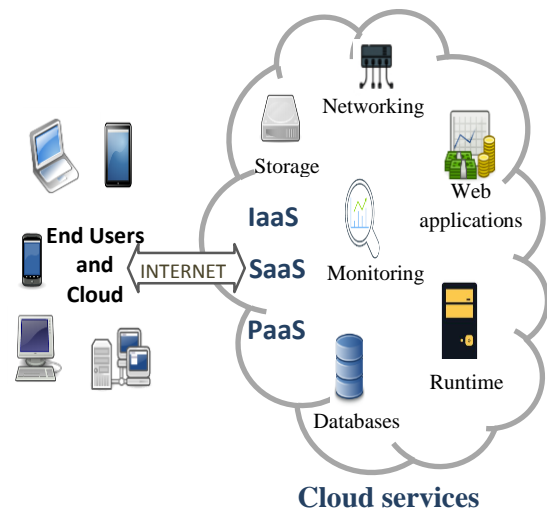 Networking
Storage
Web
applications
IaaS
End Users
and
Cloud
INTERNET
SaaS
Monitoring
PaaS
Runtime
Databases
Cloud services